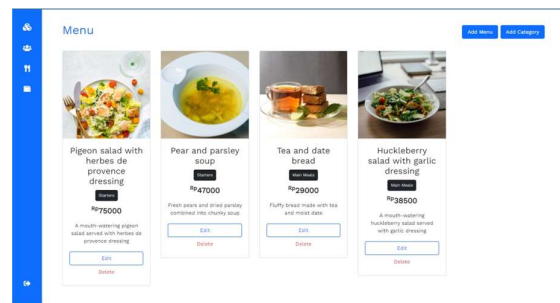 Menu
Add Menu
Add Category
Pigeon salad with
herbes de
provence
dressing
Starters
Rp75000
A mouth-watering pigeon
salad served with herbes de
provence dressing
Edit
Delete
Pear and parsley
soup
Starters
Rp47000
Fresh pears and dried parsley
combined into chunky soup
Edit
Delete
Tea and date
bread
Main Meals
Rp29000
Fluffy bread made with tea
and moist date
Edit
Delete
Huckleberry
salad with garlic
dressing
Main Meals
Rp38500
A mouth-watering
huckleberry salad served
with garlic dressing
Edit
Delete